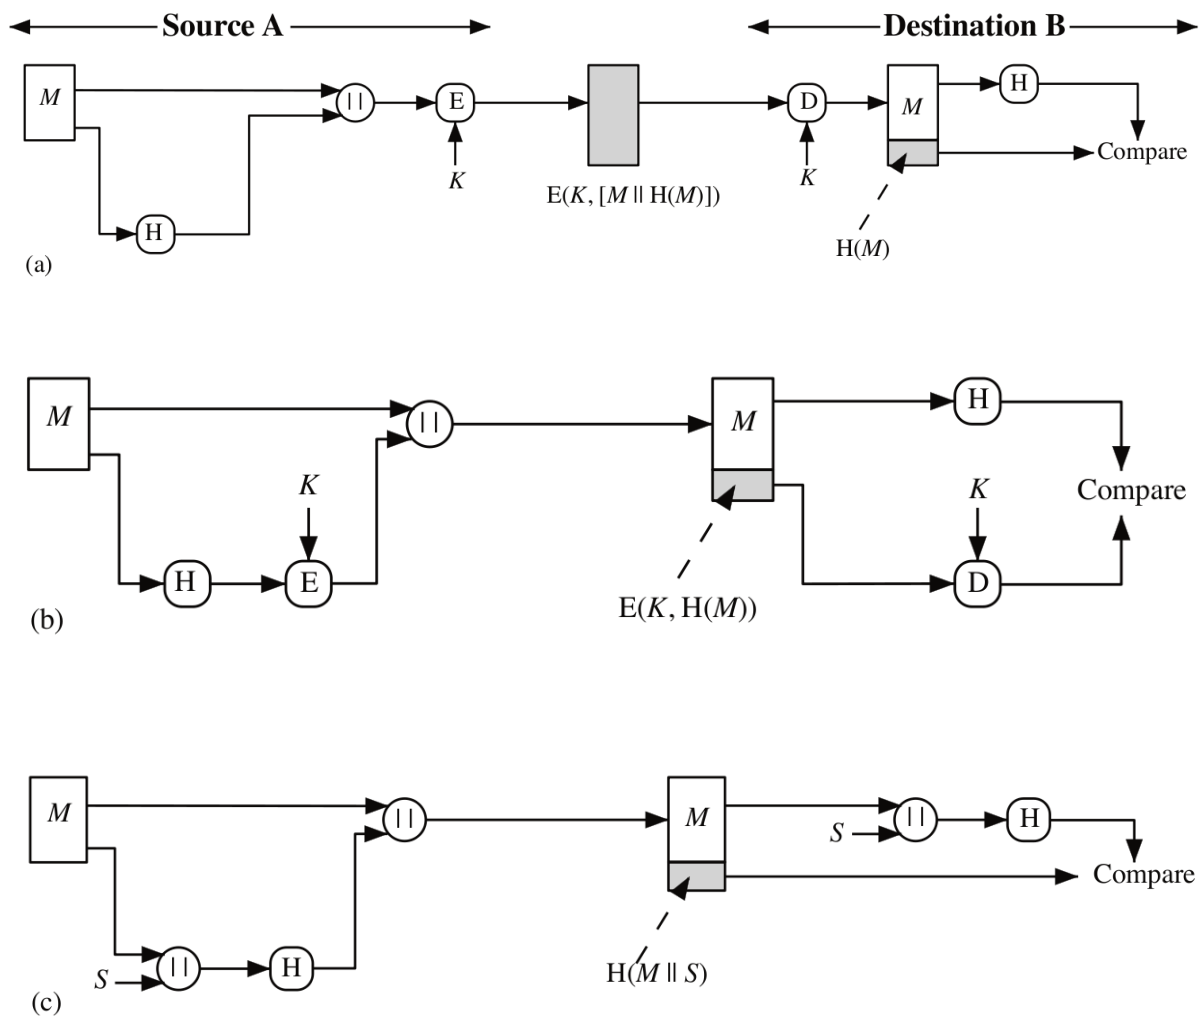 Source A
Destination B
M
||
E
D
M
H
K
K
Compare
E(K, [M || H(M)])
H
H(M)
(a)
M
||
M
H
K
K
Compare
H
E
D
E(K, H(M))
(b)
M
||
M
S
||
H
Compare
S
||
H
H(M || S)
(c)